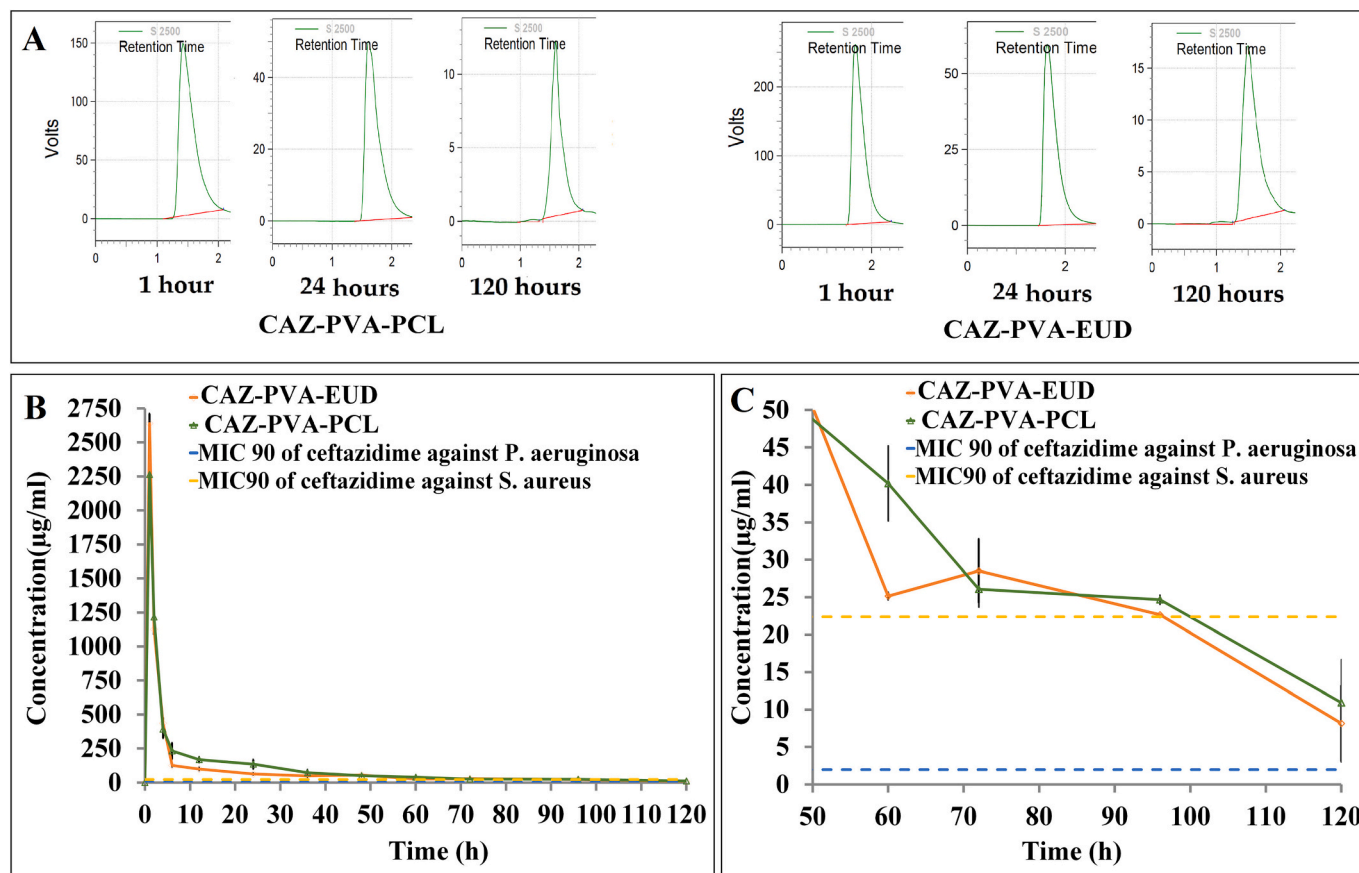 A
S 2500
Retention Time
150
100
50
0
Volts
0 1 2
1 hour
S 2500
Retention Time
40
20
0
0 2
24 hours
S 2500
Retention Time
10
5
0
0 1 2
120 hours
CAZ-PVA-PCL
S 2500
Retention Time
250
100
0
Volts
0 2
1 hour
S 2500
Retention Time
50
25
0
0 2
24 hours
S 2500
Retention Time
15
10
5
0
0 1 2
120 hours
CAZ-PVA-EUD
B
CAZ-PVA-EUD
CAZ-PVA-PCL
MIC 90 of ceftazidime against P. aeruginosa
MIC90 of ceftazidime against S. aureus
2750
2500
2250
2000
1750
1500
1250
1000
750
500
250
0
Concentration(µg/ml)
0 10 20 30 40 50 60 70 80 90 100 110 120
Time (h)
C
CAZ-PVA-EUD
CAZ-PVA-PCL
MIC 90 of ceftazidime against P. aeruginosa
MIC90 of ceftazidime against S. aureus
50
45
40
35
30
25
20
15
10
5
0
Concentration(µg/ml)
50 60 70 80 90 100 110 120
Time (h)